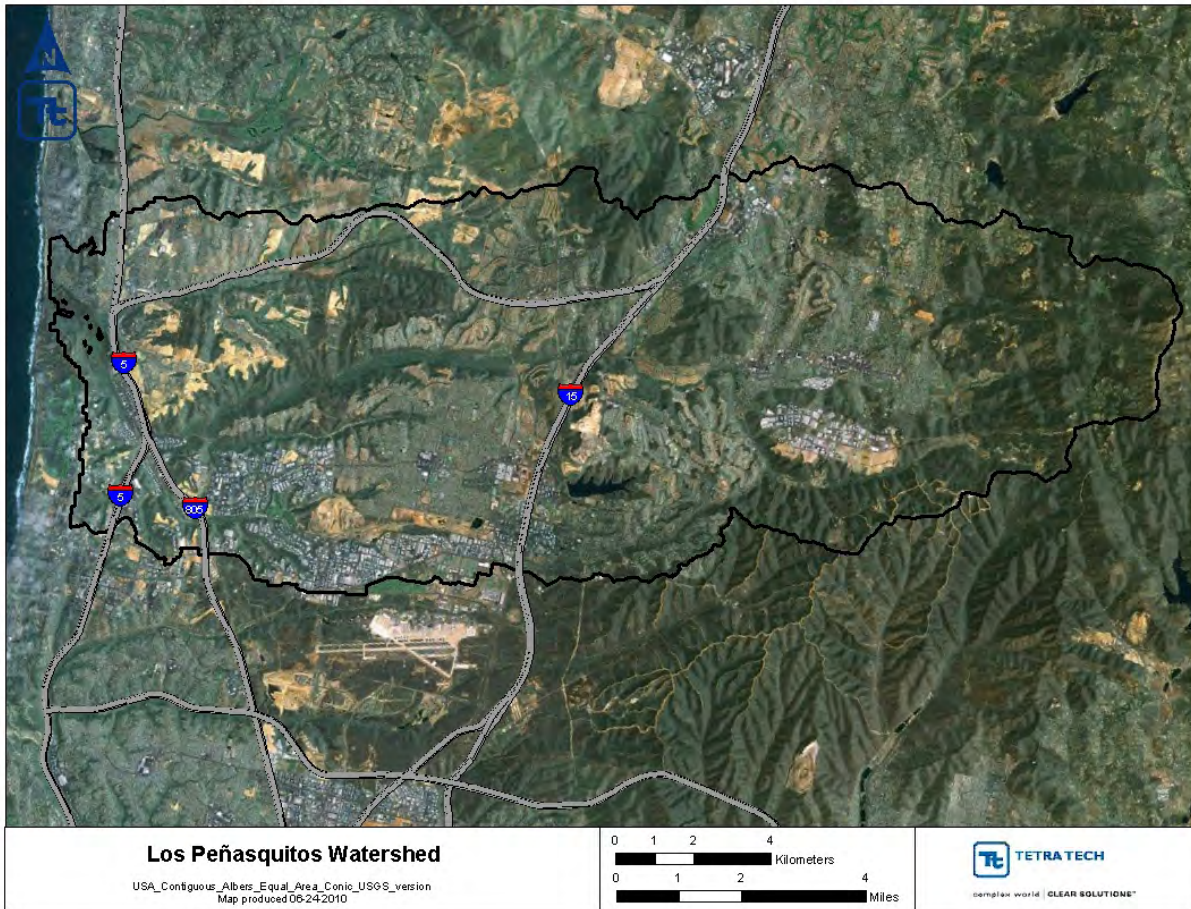 N
Tt
5
15
5
805
Los Peñasquitos Watershed
USA_Contiguous_Albers_Equal_Area_Conic_USGS_version
Map produced 06-24-2010
0 1 2 4
Kilometers
0 1 2 4
Miles
Tt TETRA TECH
complex world | CLEAR SOLUTIONS™